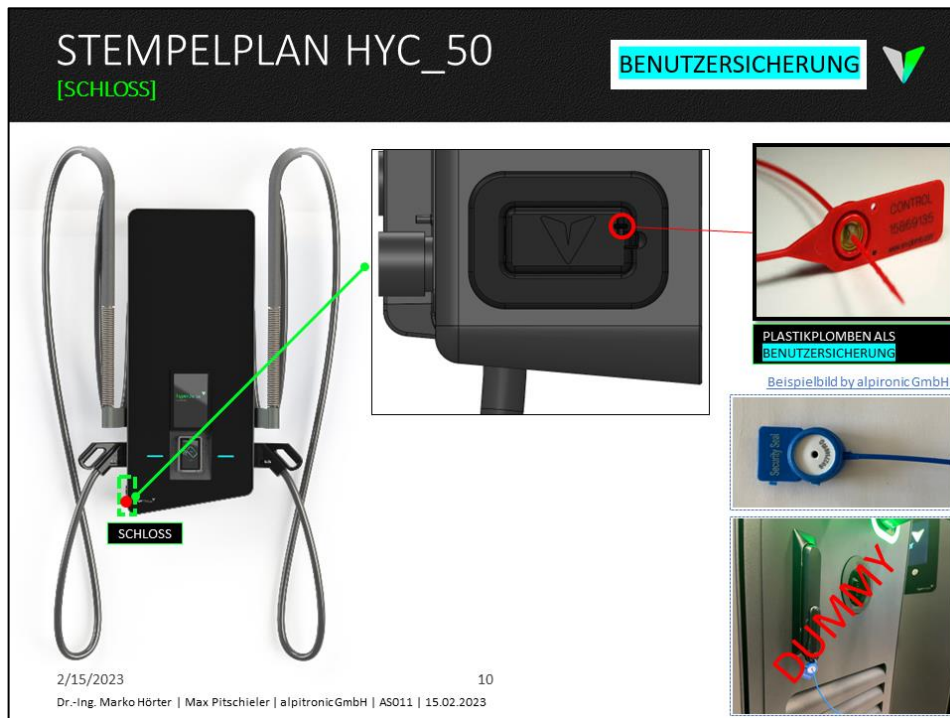 STEMPELPLAN HYC_50
[SCHLOSS]
BENUTZERSICHERUNG
CONTROL
15869135
PLASTIKPLOMBEN ALS
BENUTZERSICHERUNG
Beispielbild by alpironic GmbH
Security Seal
SCHLOSS
DUMMY
2/15/2023
10
Dr.-Ing. Marko Hörter | Max Pitschieler | alpitronic GmbH | AS011 | 15.02.2023